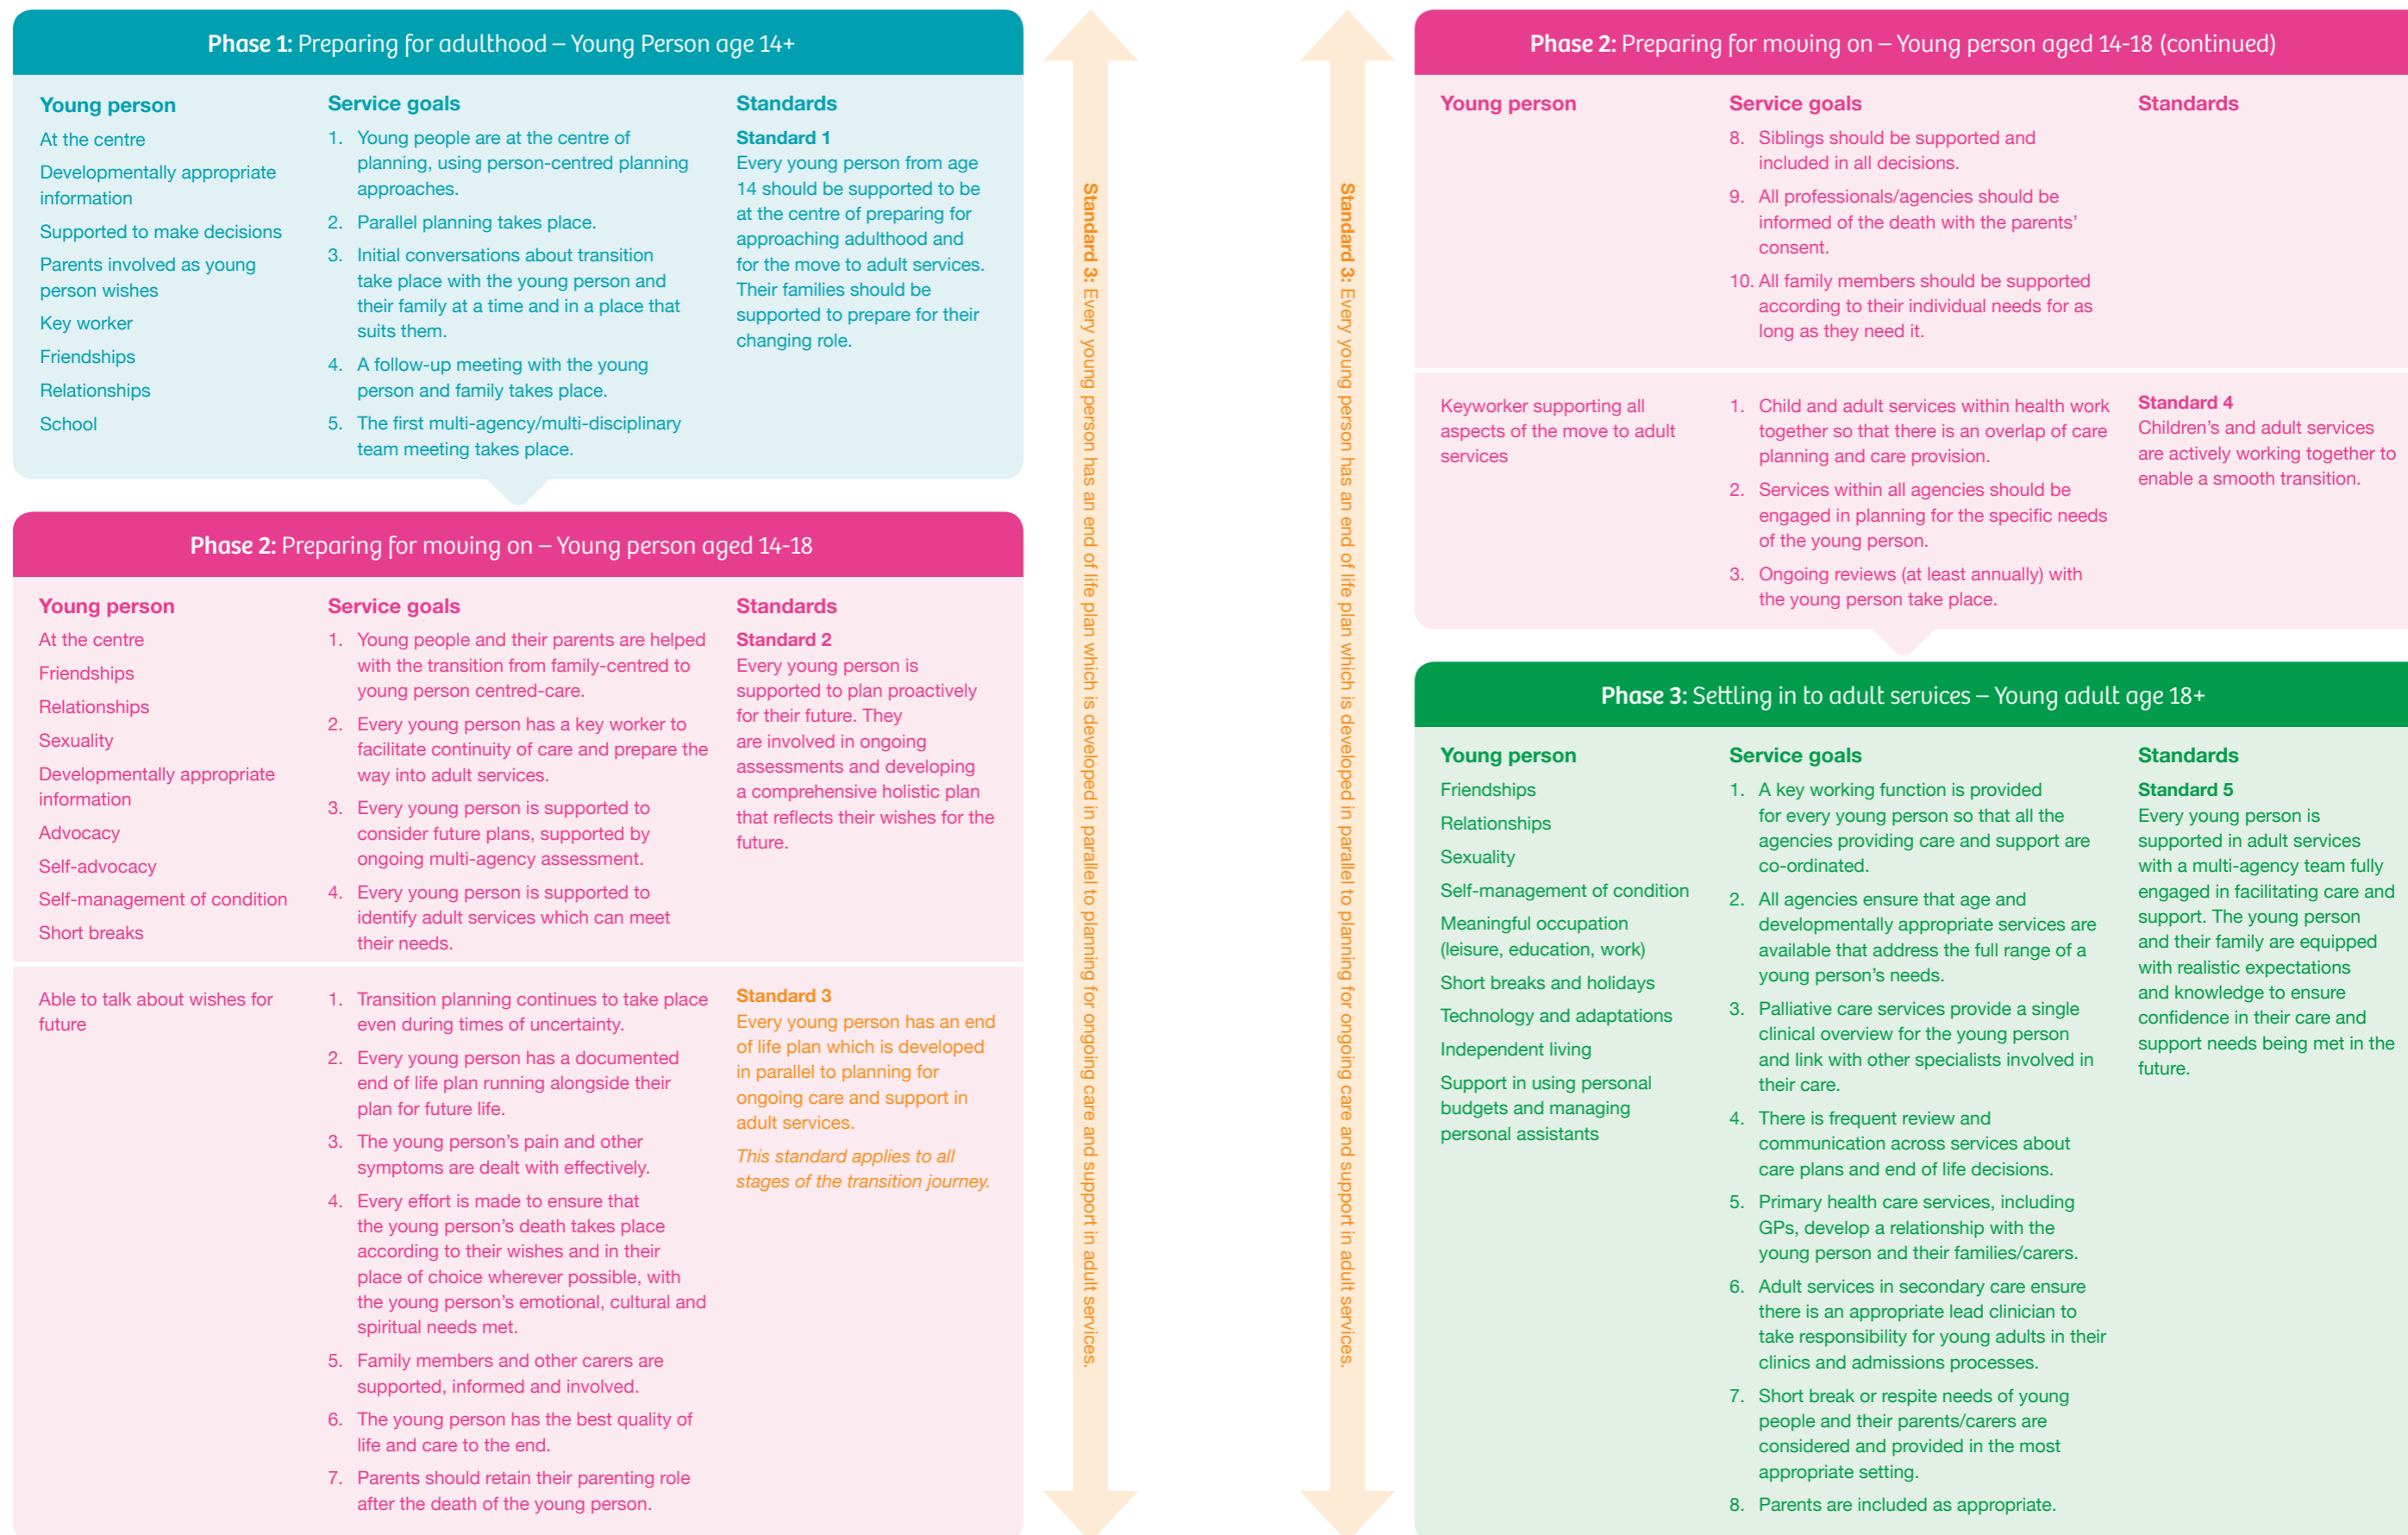 Phase 1: Preparing for adulthood – Young Person age 14+
Young person
At the centre
Developmentally appropriate
information
Supported to make decisions
Parents involved as young
person wishes
Key worker
Friendships
Relationships
School
Service goals
1. Young people are at the centre of
planning, using person-centred planning
approaches.
2. Parallel planning takes place.
3. Initial conversations about transition
take place with the young person and
their family at a time and in a place that
suits them.
4. A follow-up meeting with the young
person and family takes place.
5. The first multi-agency/multi-disciplinary
team meeting takes place.
Standards
Standard 1
Every young person from age
14 should be supported to be
at the centre of preparing for
approaching adulthood and
for the move to adult services.
Their families should be
supported to prepare for their
changing role.
Phase 2: Preparing for moving on – Young person aged 14-18
Young person
At the centre
Friendships
Relationships
Sexuality
Developmentally appropriate
information
Advocacy
Self-advocacy
Self-management of condition
Short breaks
Service goals
1. Young people and their parents are helped
with the transition from family-centred to
young person centred-care.
2. Every young person has a key worker to
facilitate continuity of care and prepare the
way into adult services.
3. Every young person is supported to
consider future plans, supported by
ongoing multi-agency assessment.
4. Every young person is supported to
identify adult services which can meet
their needs.
Standards
Standard 2
Every young person is
supported to plan proactively
for their future. They
are involved in ongoing
assessments and developing
a comprehensive holistic plan
that reflects their wishes for the
future.
Able to talk about wishes for
future
1. Transition planning continues to take place
even during times of uncertainty.
2. Every young person has a documented
end of life plan running alongside their
plan for future life.
3. The young person's pain and other
symptoms are dealt with effectively.
4. Every effort is made to ensure that
the young person's death takes place
according to their wishes and in their
place of choice wherever possible, with
the young person's emotional, cultural and
spiritual needs met.
5. Family members and other carers are
supported, informed and involved.
6. The young person has the best quality of
life and care to the end.
7. Parents should retain their parenting role
after the death of the young person.
Standard 3
Every young person has an end
of life plan which is developed
in parallel to planning for
ongoing care and support in
adult services.
This standard applies to all
stages of the transition journey.
Standard 3: Every young person has an end of life plan which is developed in parallel to planning for ongoing care and support in adult services.
Standard 3: Every young person has an end of life plan which is developed in parallel to planning for ongoing care and support in adult services.
Phase 2: Preparing for moving on – Young person aged 14-18 (continued)
Young person
Service goals
8. Siblings should be supported and
included in all decisions.
9. All professionals/agencies should be
informed of the death with the parents'
consent.
10. All family members should be supported
according to their individual needs for as
long as they need it.
Standards
Keyworker supporting all
aspects of the move to adult
services
1. Child and adult services within health work
together so that there is an overlap of care
planning and care provision.
2. Services within all agencies should be
engaged in planning for the specific needs
of the young person.
3. Ongoing reviews (at least annually) with
the young person take place.
Standard 4
Children's and adult services
are actively working together to
enable a smooth transition.
Phase 3: Settling in to adult services – Young adult age 18+
Young person
Friendships
Relationships
Sexuality
Self-management of condition
Meaningful occupation
(leisure, education, work)
Short breaks and holidays
Technology and adaptations
Independent living
Support in using personal
budgets and managing
personal assistants
Service goals
1. A key working function is provided
for every young person so that all the
agencies providing care and support are
co-ordinated.
2. All agencies ensure that age and
developmentally appropriate services are
available that address the full range of a
young person's needs.
3. Palliative care services provide a single
clinical overview for the young person
and link with other specialists involved in
their care.
4. There is frequent review and
communication across services about
care plans and end of life decisions.
5. Primary health care services, including
GPs, develop a relationship with the
young person and their families/carers.
6. Adult services in secondary care ensure
there is an appropriate lead clinician to
take responsibility for young adults in their
clinics and admissions processes.
7. Short break or respite needs of young
people and their parents/carers are
considered and provided in the most
appropriate setting.
8. Parents are included as appropriate.
Standards
Standard 5
Every young person is
supported in adult services
with a multi-agency team fully
engaged in facilitating care and
support. The young person
and their family are equipped
with realistic expectations
and knowledge to ensure
confidence in their care and
support needs being met in the
future.